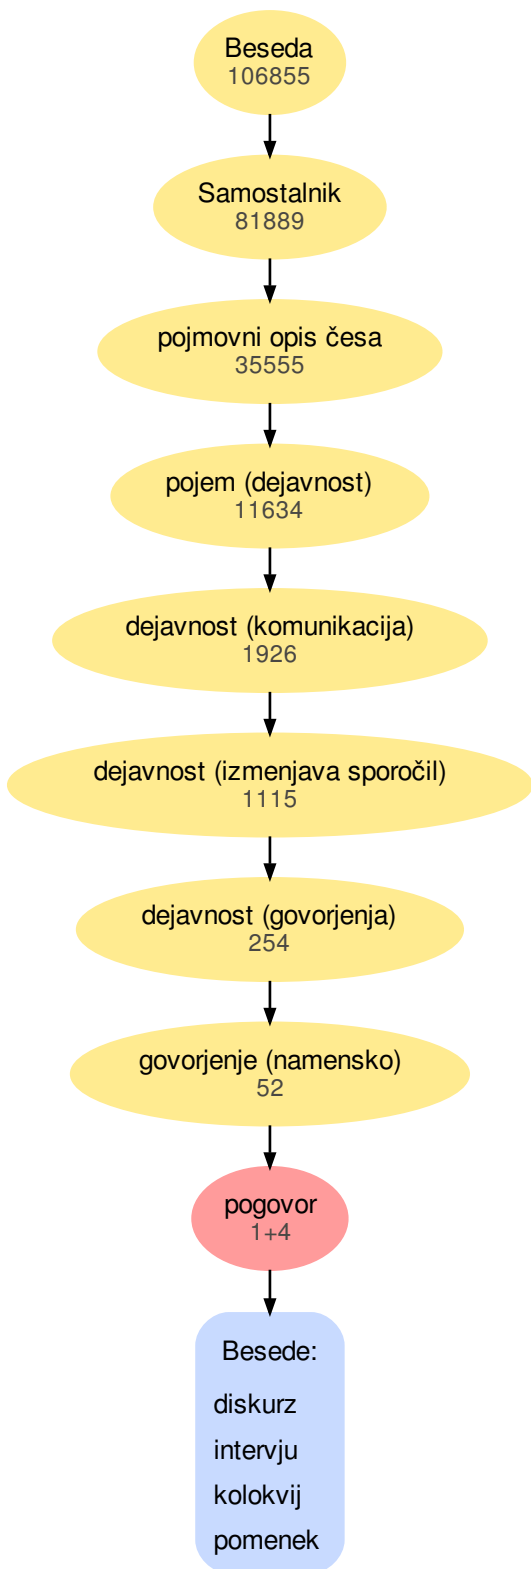 Beseda
106855
Samostalnik
81889
pojmovni opis česa
35555
pojem (dejavnost)
11634
dejavnost (komunikacija)
1926
dejavnost (izmenjava sporočil)
1115
dejavnost (govorjenja)
254
govorjenje (namensko)
52
pogovor
1+4
Besede:
diskurz
intervju
kolokvij
pomenek